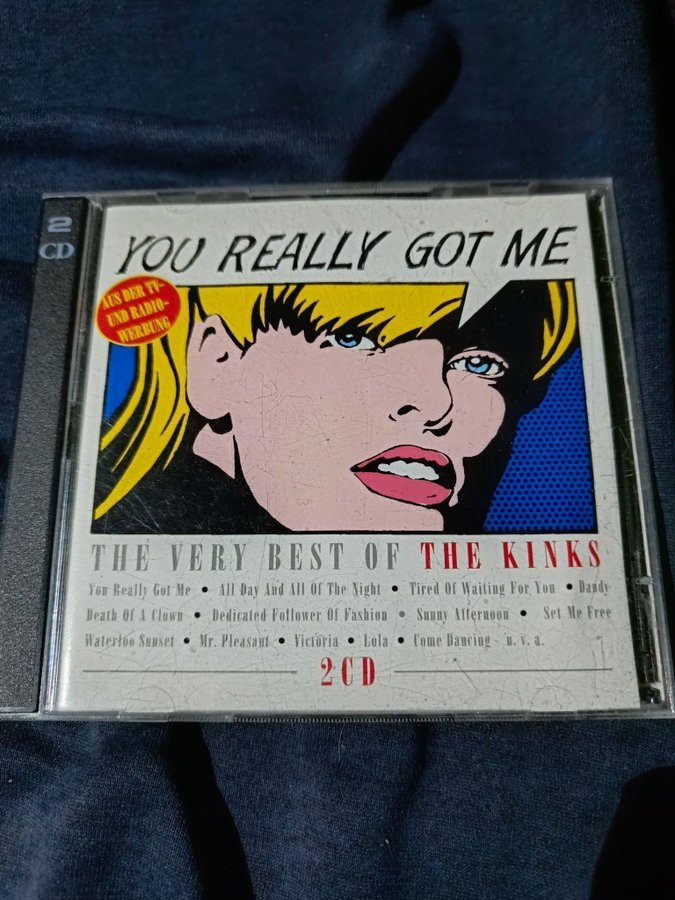 2
CD
YOU REALLY GOT ME
AUS DER TV-
UND RADIO-
WERBUNG
THE VERY BEST OF THE KINKS
You Really Got Me • All Day And All Of The Night • Tired Of Waiting For You • Dandy
Death Of A Clown • Dedicated Follower Of Fashion • Sunny Afternoon • Set Me Free
Waterloo Sunset • Mr. Pleasant • Victoria • Lola • Come Dancing u. v. a.
2 CD